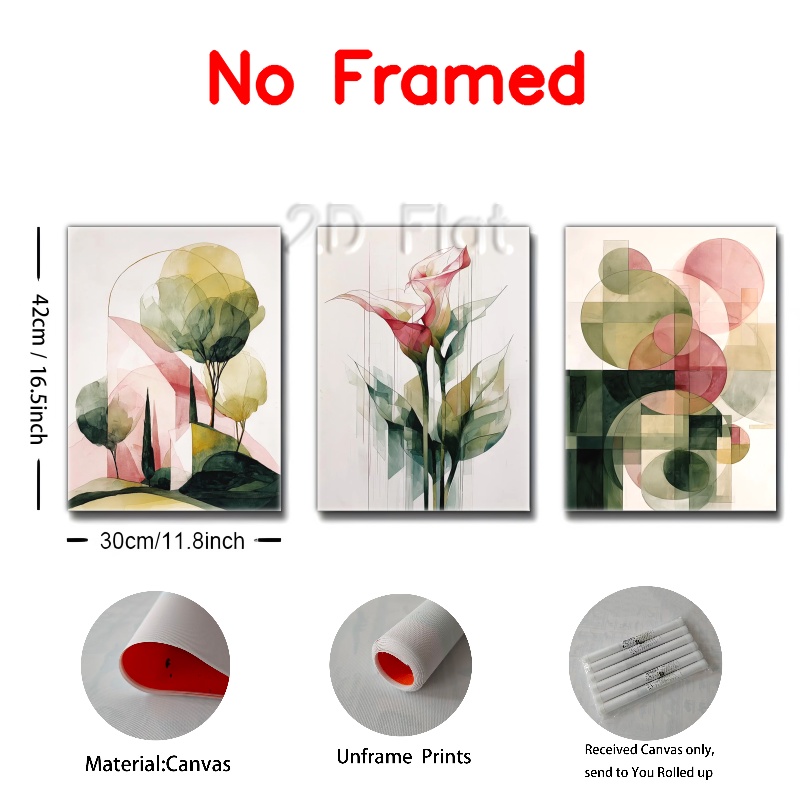 No Framed
2.D Flat.
42cm / 16.5inch
30cm/11.8inch
Material:Canvas
Unframe Prints
Received Canvas only,
send to You Rolled up